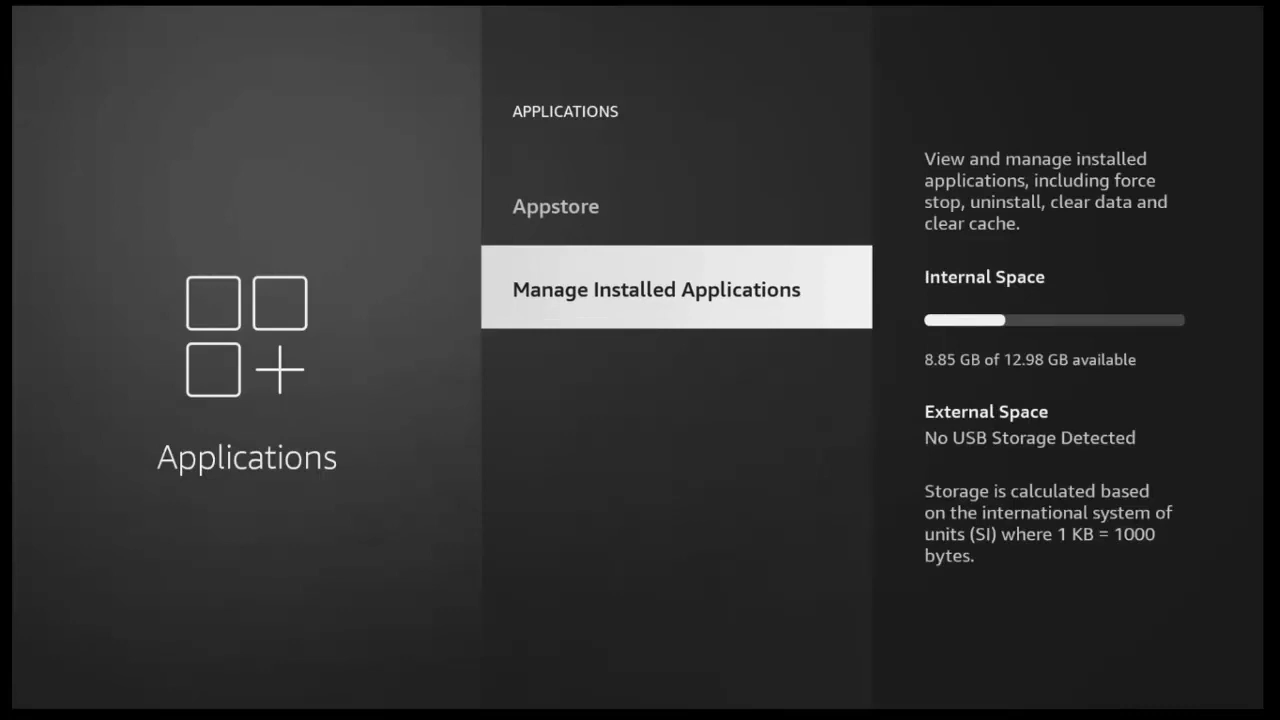 Applications
APPLICATIONS
Appstore
Manage Installed Applications
View and manage installed
applications, including force
stop, uninstall, clear data and
clear cache.
Internal Space
8.85 GB of 12.98 GB available
External Space
No USB Storage Detected
Storage is calculated based
on the international system of
units (SI) where 1 KB = 1000
bytes.